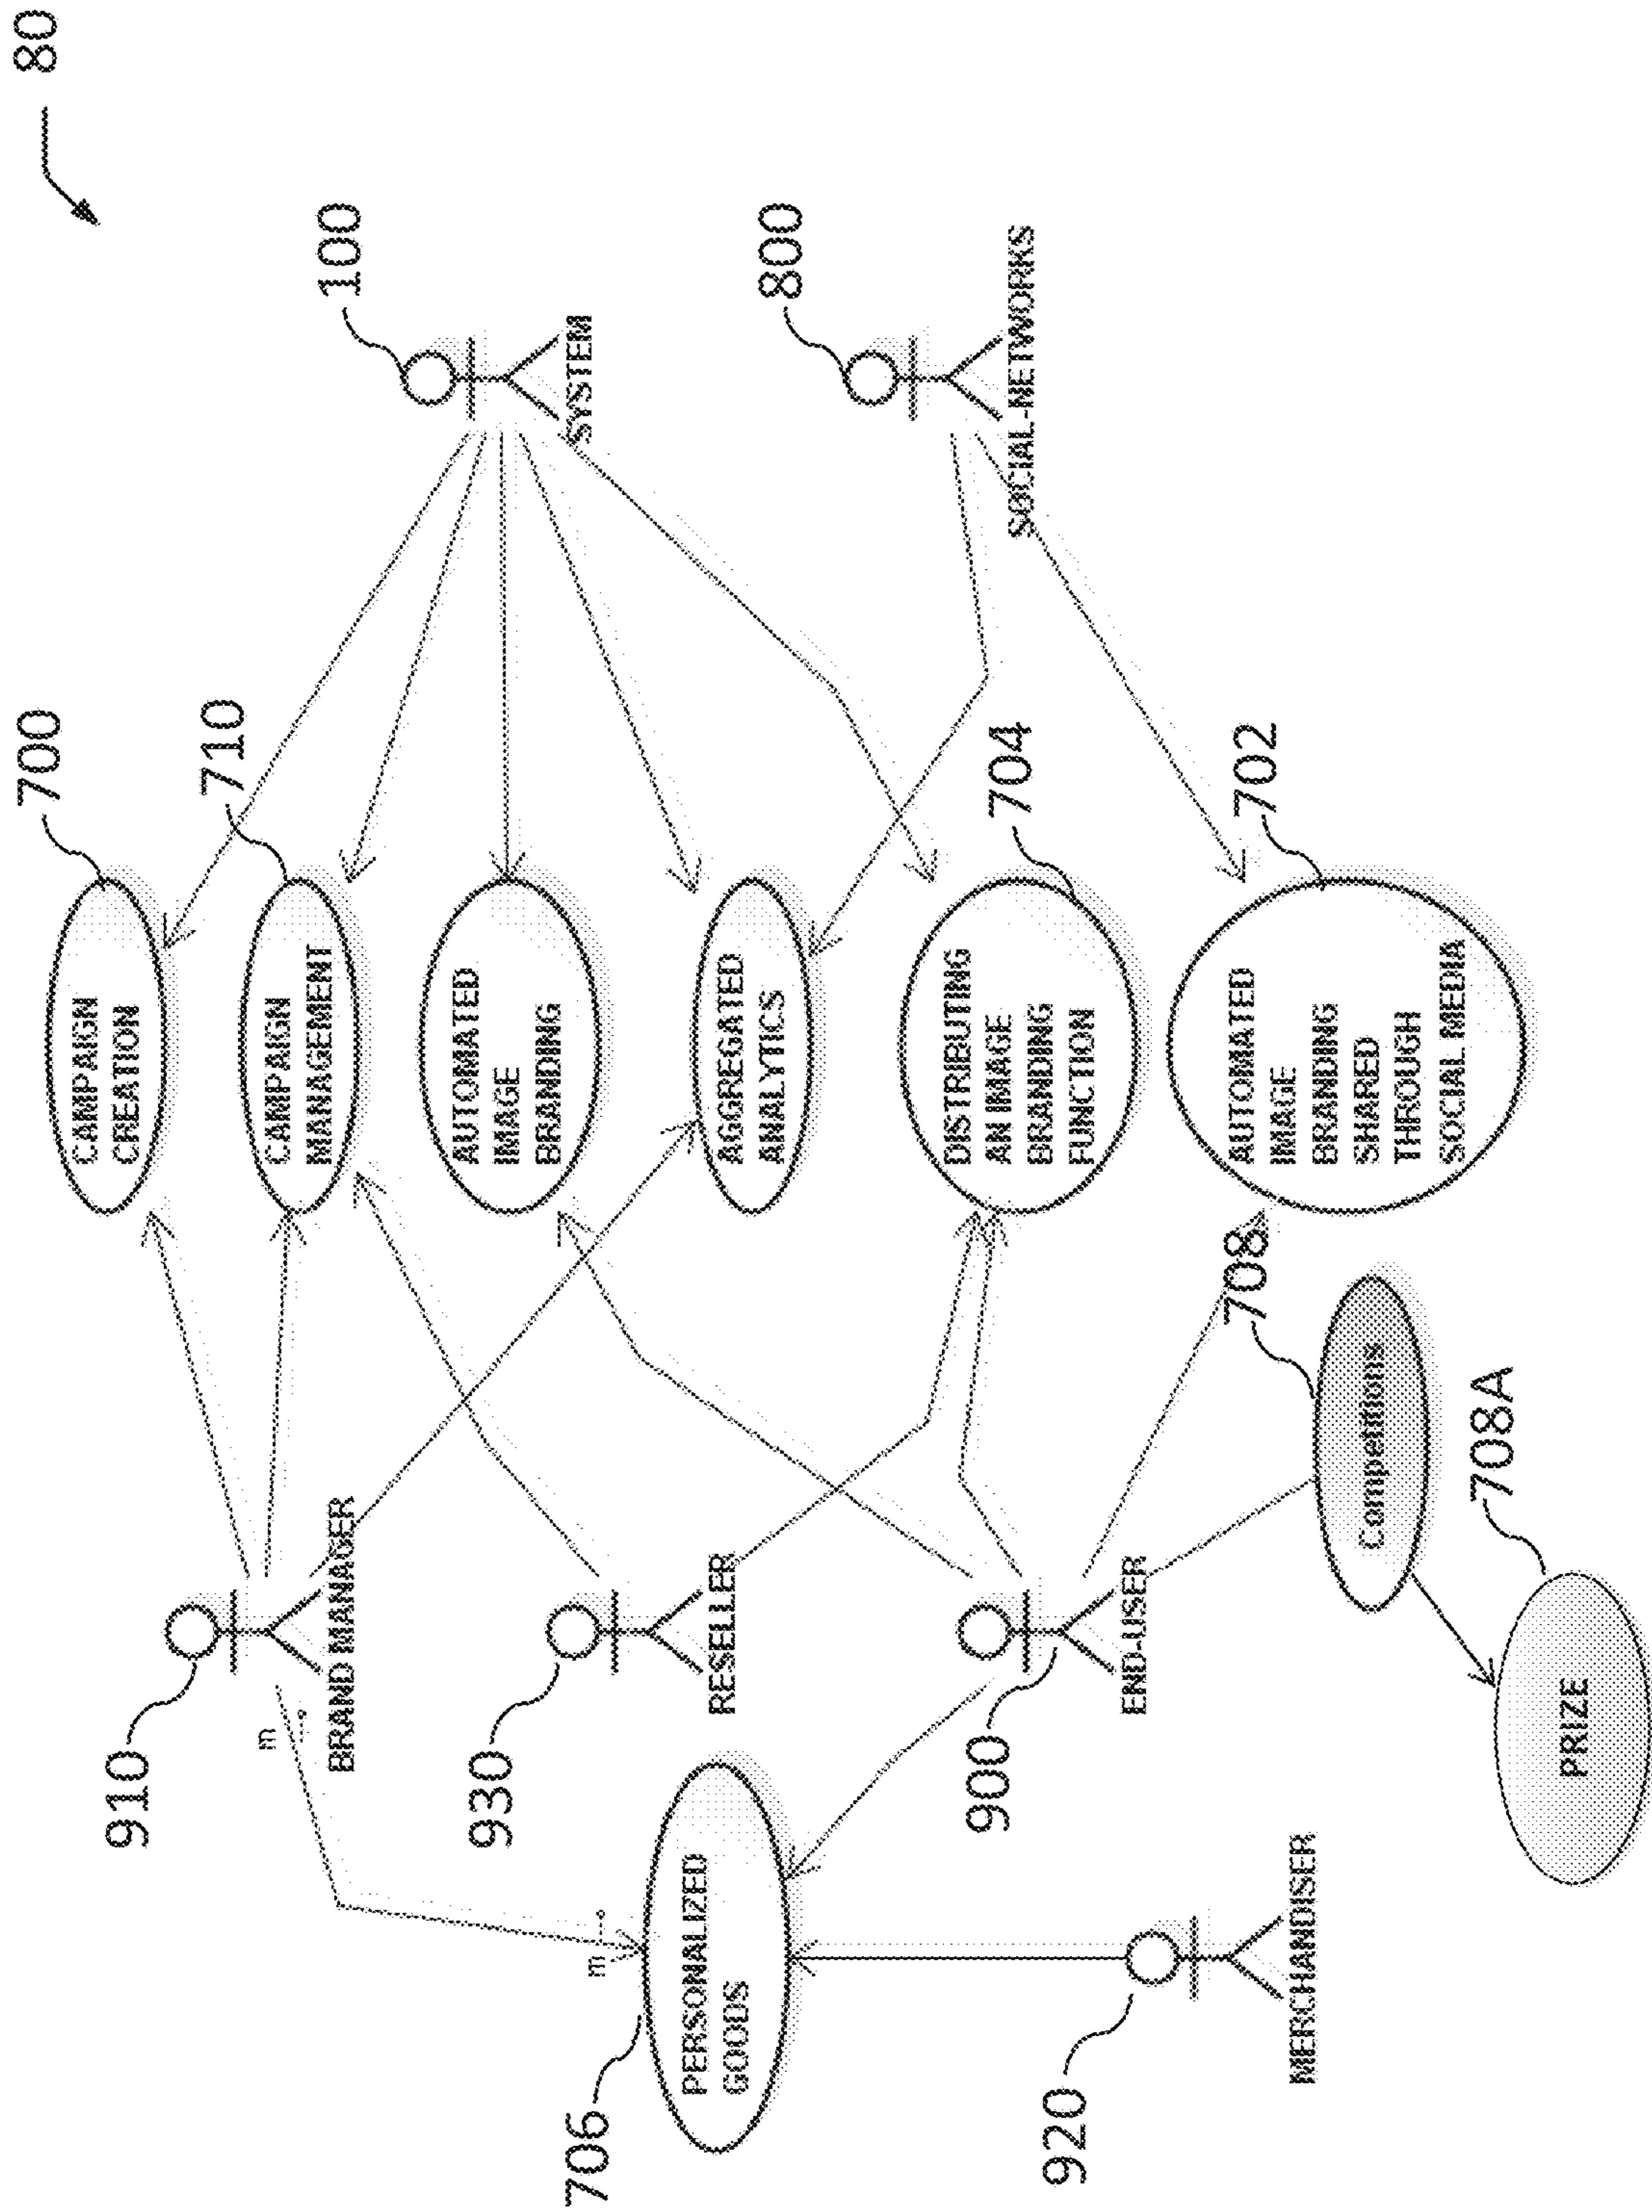 80
100
SYSTEM
800
SOCIAL-NETWORKS
700
CAMPAIGN
CREATION
710
CAMPAIGN
MANAGEMENT
AUTOMATED
IMAGE
BRANDING
AGGREGATED
ANALYTICS
704
DISTRIBUTING
AN IMAGE
BRANDING
FUNCTION
702
AUTOMATED
IMAGE
BRANDING
SHARED
THROUGH
SOCIAL MEDIA
910
BRAND MANAGER
m
930
RESELLER
900
END-USER
708
Competitions
708A
PRIZE
706
m
PERSONALIZED
GOODS
920
MERCHANDISER